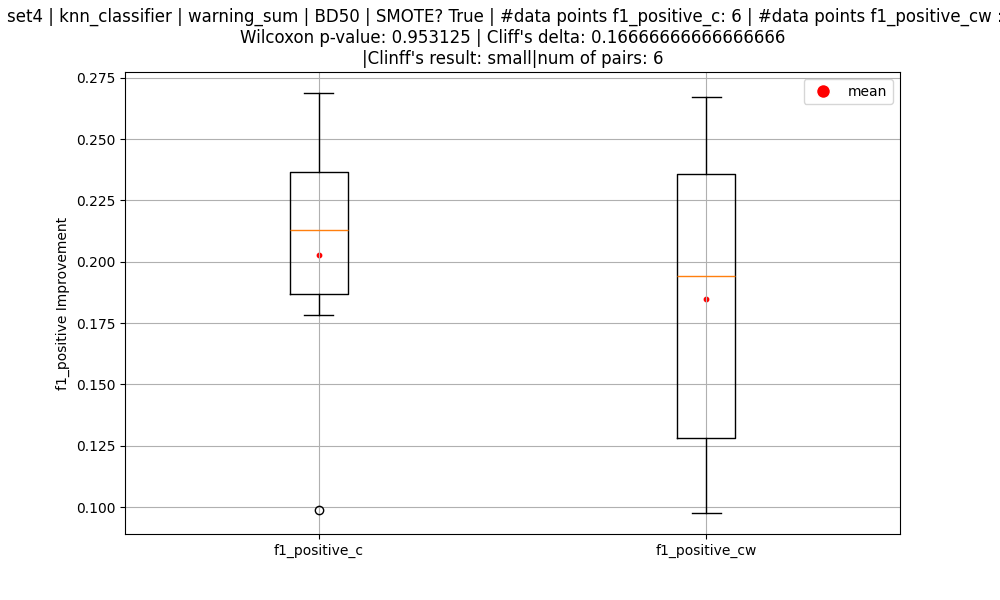 set4 | knn_classifier | warning_sum | BD50 | SMOTE? True | #data points f1_positive_c: 6 | #data points f1_positive_cw :
Wilcoxon p-value: 0.953125 | Cliff's delta: 0.16666666666666666
|Clinff's result: small|num of pairs: 6
mean
0.275
0.250
0.225
0.200
0.175
0.150
0.125
0.100
f1_positive Improvement
f1_positive_c
f1_positive_cw